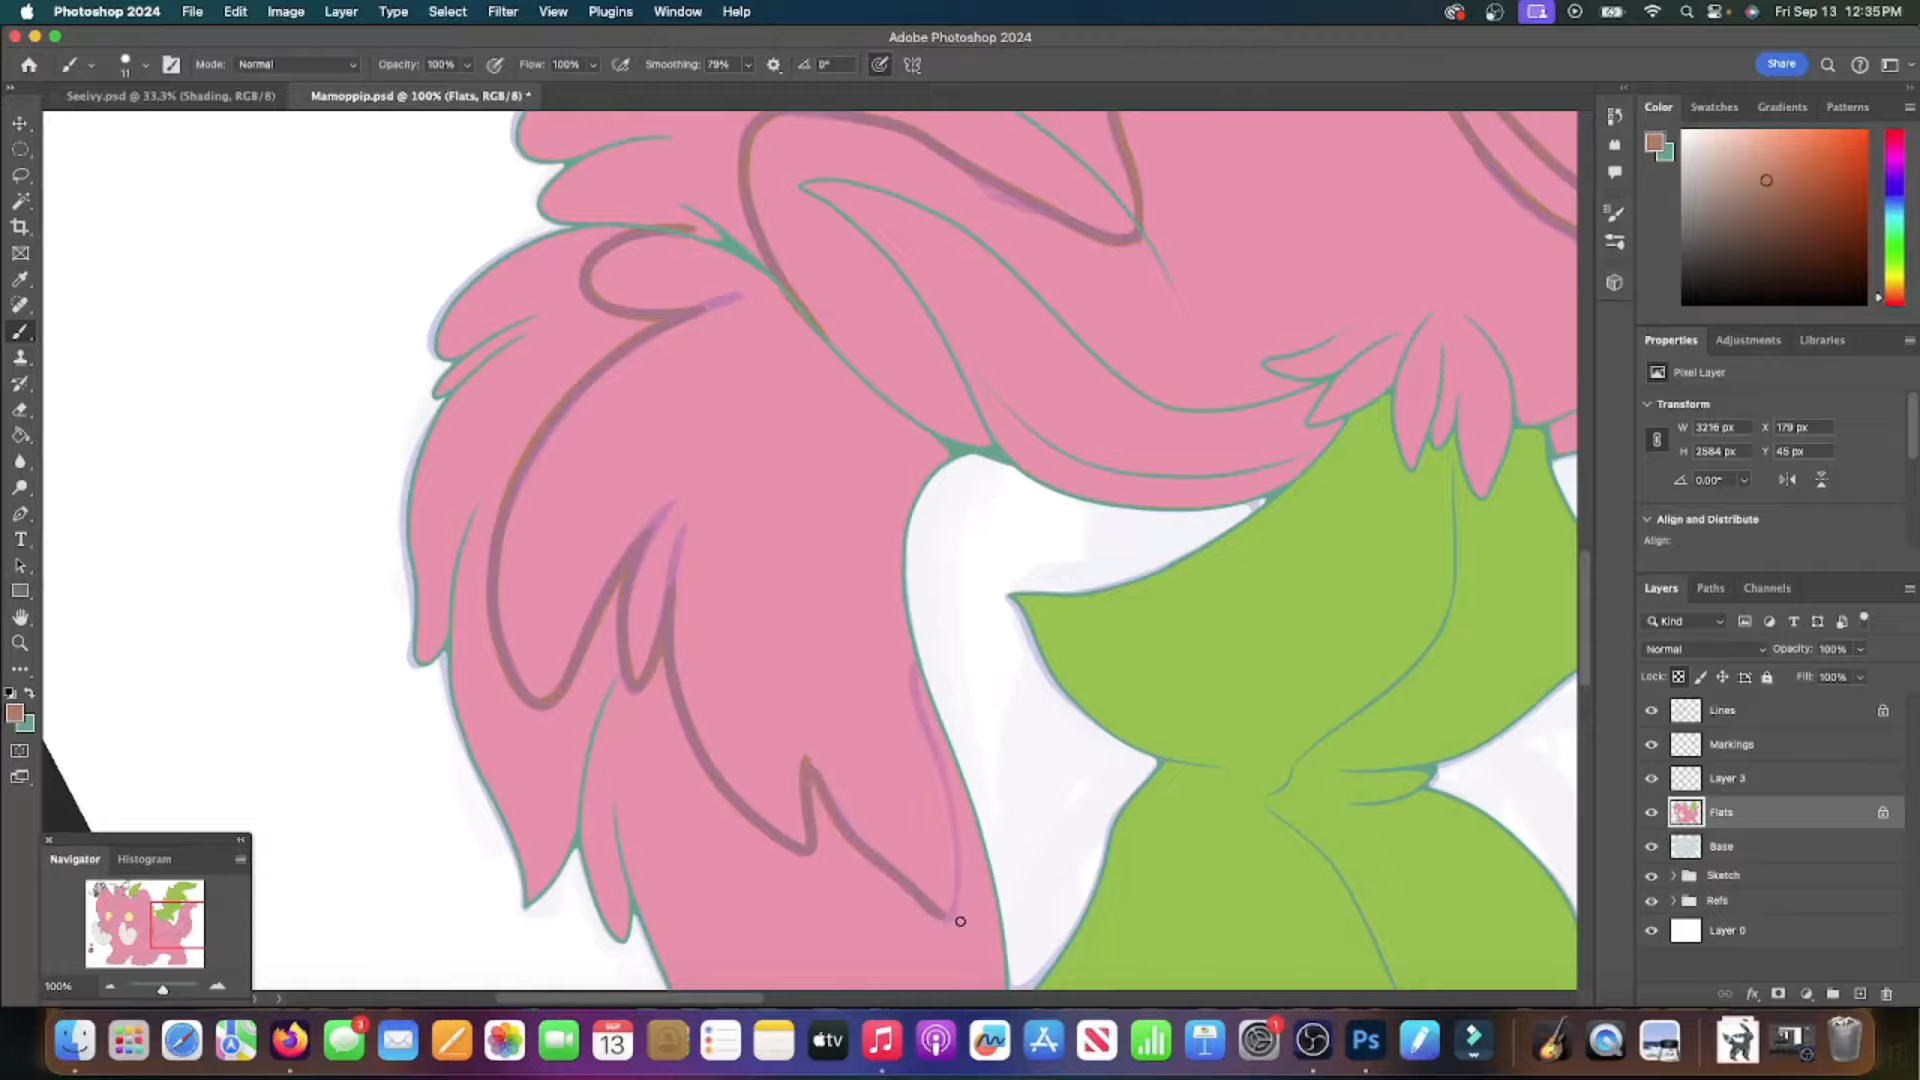 Photoshop 2024 File Edit Image Layer Type Select Filter View Plugins Window Help Fri Sep 13 12:35 PM
Adobe Photoshop 2024
11 Mode: Normal Opacity: 100% Flow: 100% Smoothing: 79% 0° Share
Seeivy.psd @ 33.3% (Shading, RGB/8) Mamoppip.psd @ 100% (Flats, RGB/8) *
Color Swatches Gradients Patterns
Properties Adjustments Libraries
Pixel Layer
Transform
W 3216 px X 179 px
H 2584 px Y 45 px
0.00°
Align and Distribute
Align:
Layers Paths Channels
Kind
Normal Opacity: 100%
Lock: Fill: 100%
Lines
Markings
Layer 3
Flats
Base
Sketch
Refs
Layer 0
Navigator Histogram
100%
3
SEP
13
tv
1
Ps